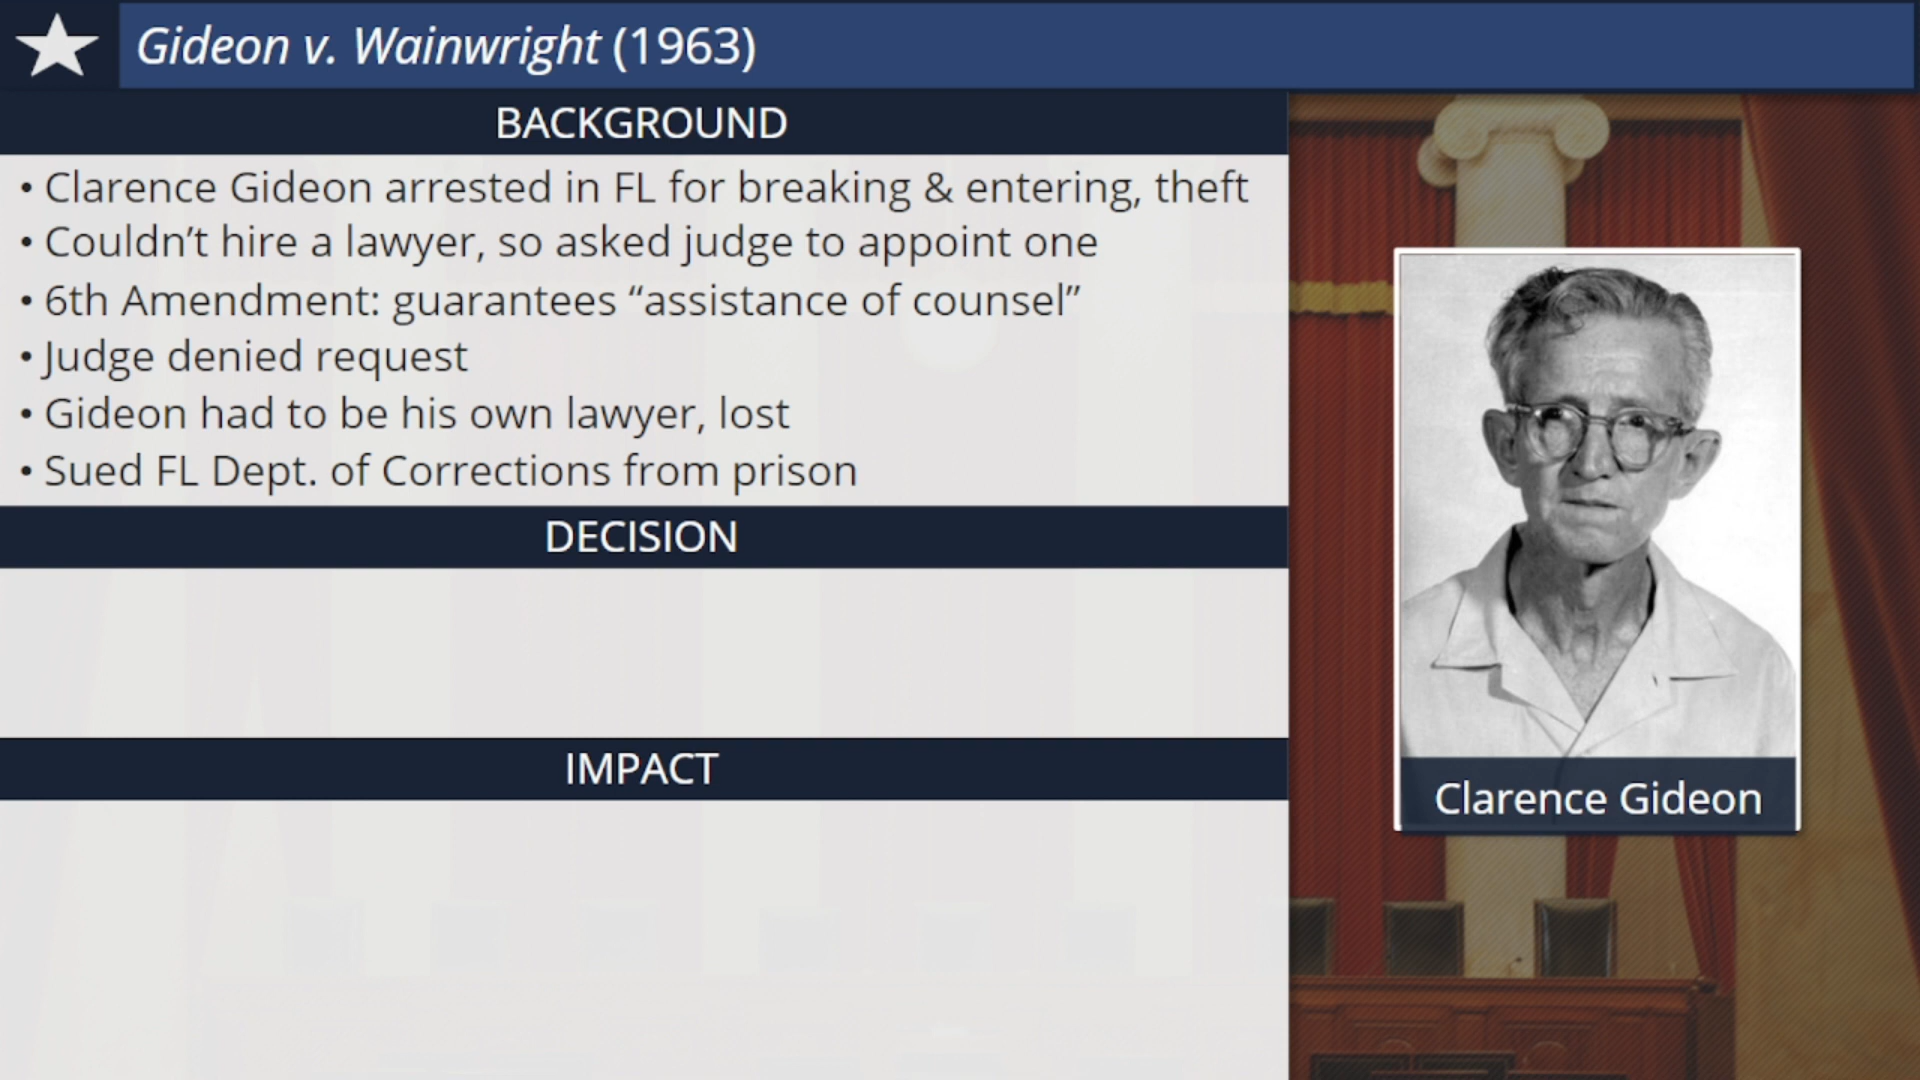 Gideon v. Wainwright (1963)
BACKGROUND
• Clarence Gideon arrested in FL for breaking & entering, theft
• Couldn’t hire a lawyer, so asked judge to appoint one
• 6th Amendment: guarantees “assistance of counsel”
• Judge denied request
• Gideon had to be his own lawyer, lost
• Sued FL Dept. of Corrections from prison
DECISION
IMPACT
Clarence Gideon